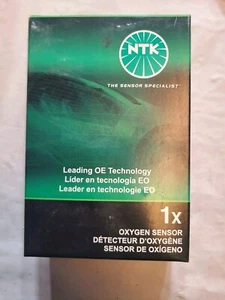 NTK
THE SENSOR SPECIALIST
Leading OE Technology
Líder en tecnologia EO
Leader en technologie EO
1x
OXYGEN SENSOR
DÉTECTEUR D'OXYGÈNE
SENSOR DE OXÍGENO